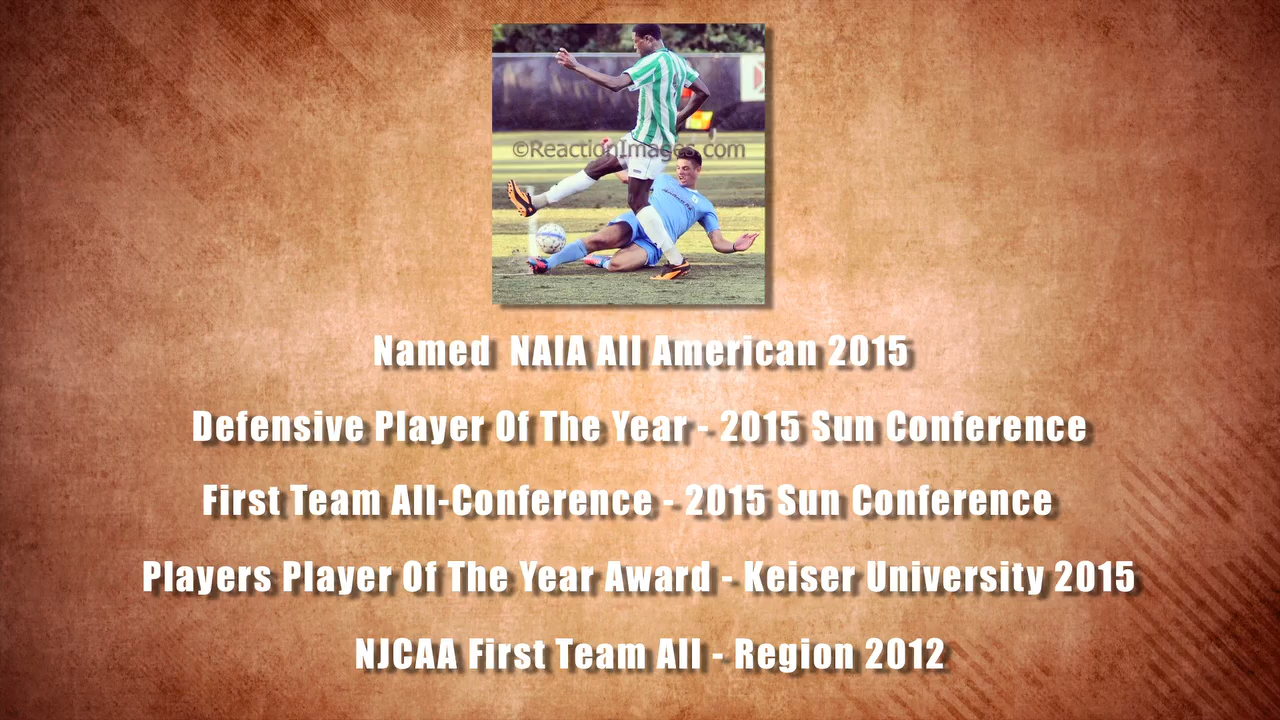 ©ReactionImages.com
Named NAIA All American 2015
Defensive Player Of The Year - 2015 Sun Conference
First Team All-Conference - 2015 Sun Conference
Players Player Of The Year Award - Keiser University 2015
NJCAA First Team All - Region 2012